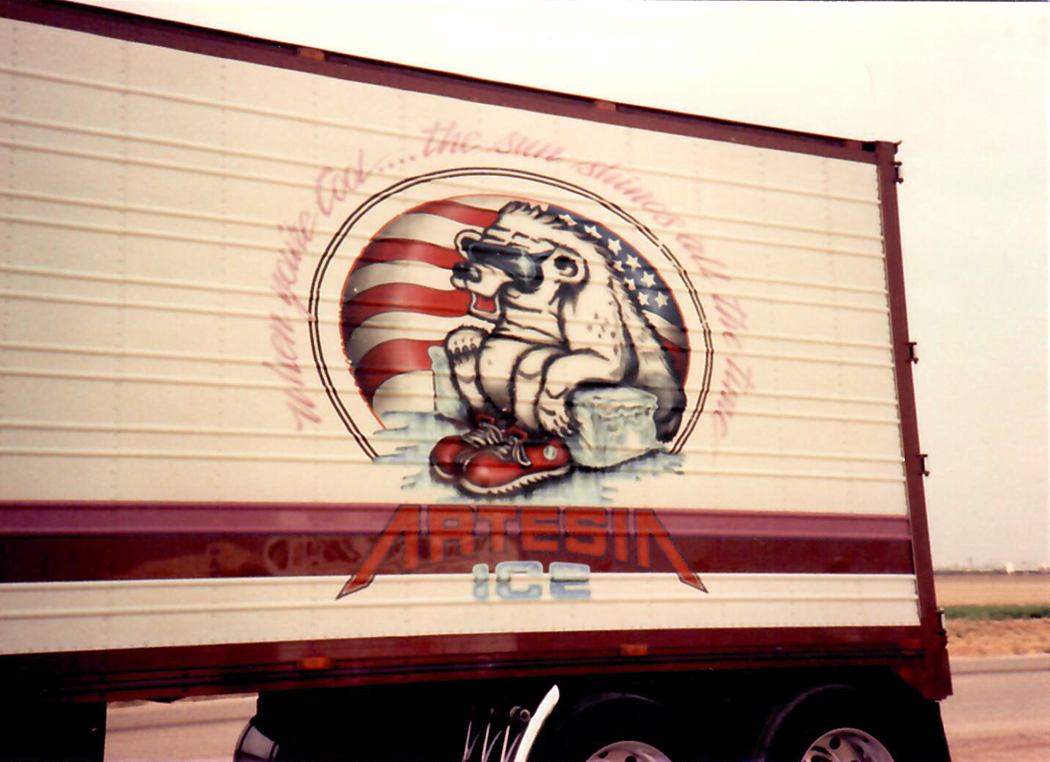 when you're Cool.....the sun shines all the time
ARTESIA
ICE